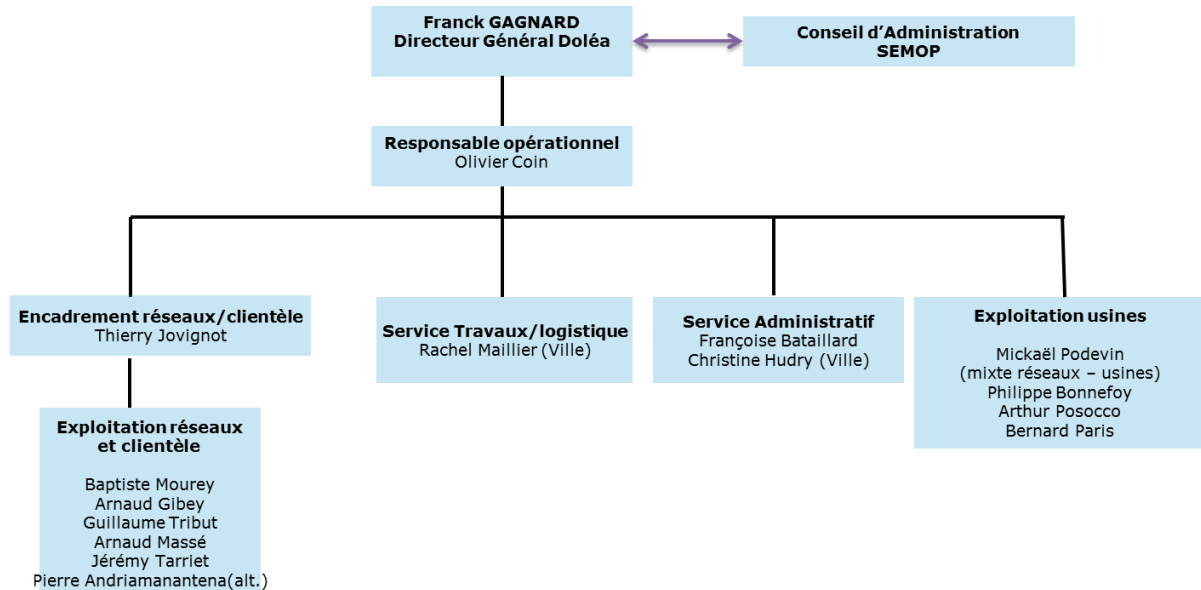 Franck GAGNARD
Directeur Général Doléa
Conseil d’Administration
SEMOP
Responsable opérationnel
Olivier Coin
Encadrement réseaux/clientèle
Thierry Jovignot
Service Travaux/logistique
Rachel Maillier (Ville)
Service Administratif
Françoise Bataillard
Christine Hudry (Ville)
Exploitation usines
Mickaël Podevin
(mixte réseaux – usines)
Philippe Bonnefoy
Arthur Posocco
Bernard Paris
Exploitation réseaux
et clientèle
Baptiste Mourey
Arnaud Gibey
Guillaume Tribut
Arnaud Massé
Jérémy Tarriet
Pierre Andriamanantena(alt.)